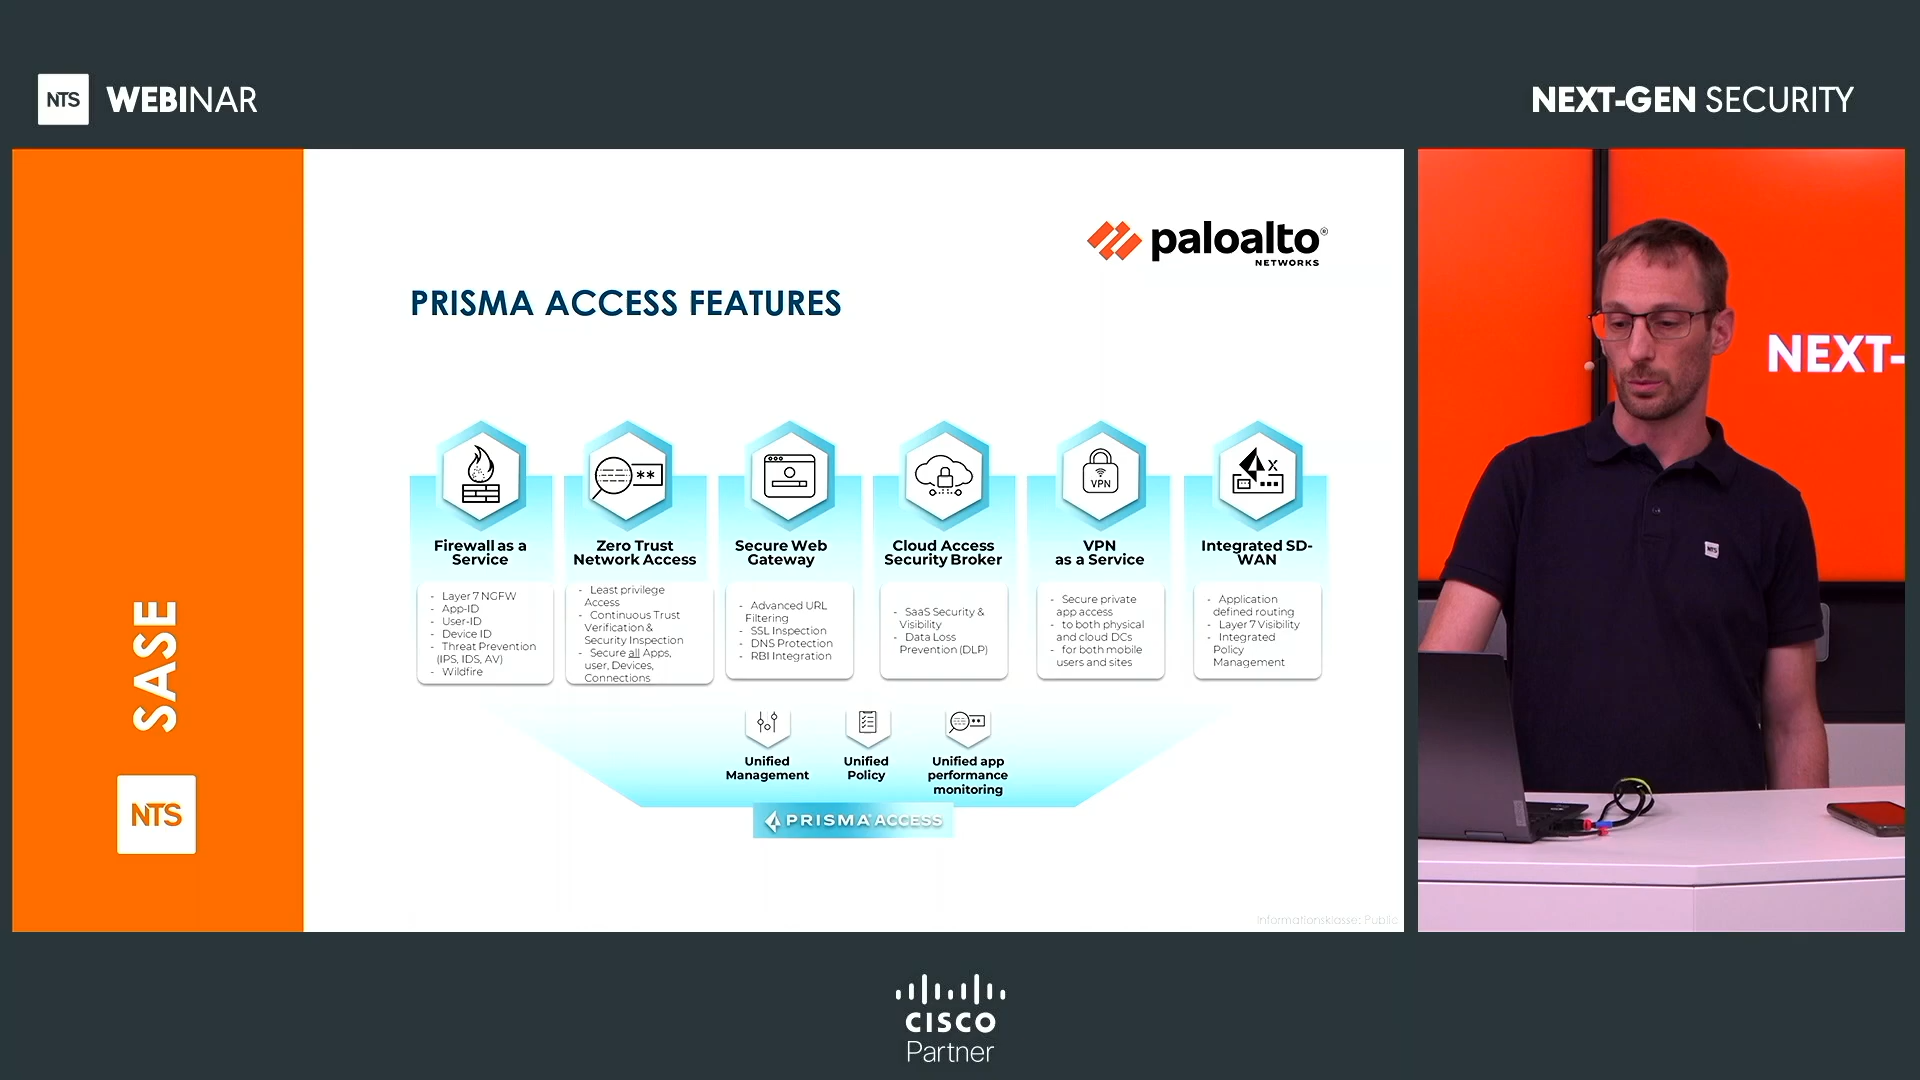 NTS WEBINAR
NEXT-GEN SECURITY
paloalto®
NETWORKS
PRISMA ACCESS FEATURES
Firewall as a
Service
- Layer 7 NGFW
- App-ID
- User-ID
- Device ID
- Threat Prevention
(IPS, IDS, AV)
- Wildfire
**
Zero Trust
Network Access
- Least privilege
Access
- Continuous Trust
Verification &
Security Inspection
- Secure all Apps,
user, Devices,
Connections
Secure Web
Gateway
- Advanced URL
Filtering
- SSL Inspection
- DNS Protection
- RBI Integration
Cloud Access
Security Broker
- SaaS Security &
Visibility
- Data Loss
Prevention (DLP)
VPN
VPN
as a Service
- Secure private
app access
- to both physical
and cloud DCs
- for both mobile
users and sites
X
Integrated SD-
WAN
- Application
defined routing
- Layer 7 Visibility
- Integrated
Policy
Management
Unified
Management
Unified
Policy
Unified app
performance
monitoring
PRISMA ACCESS
SASE
NTS
Informationsklasse: Public
NEXT-
NTS
CISCO
Partner